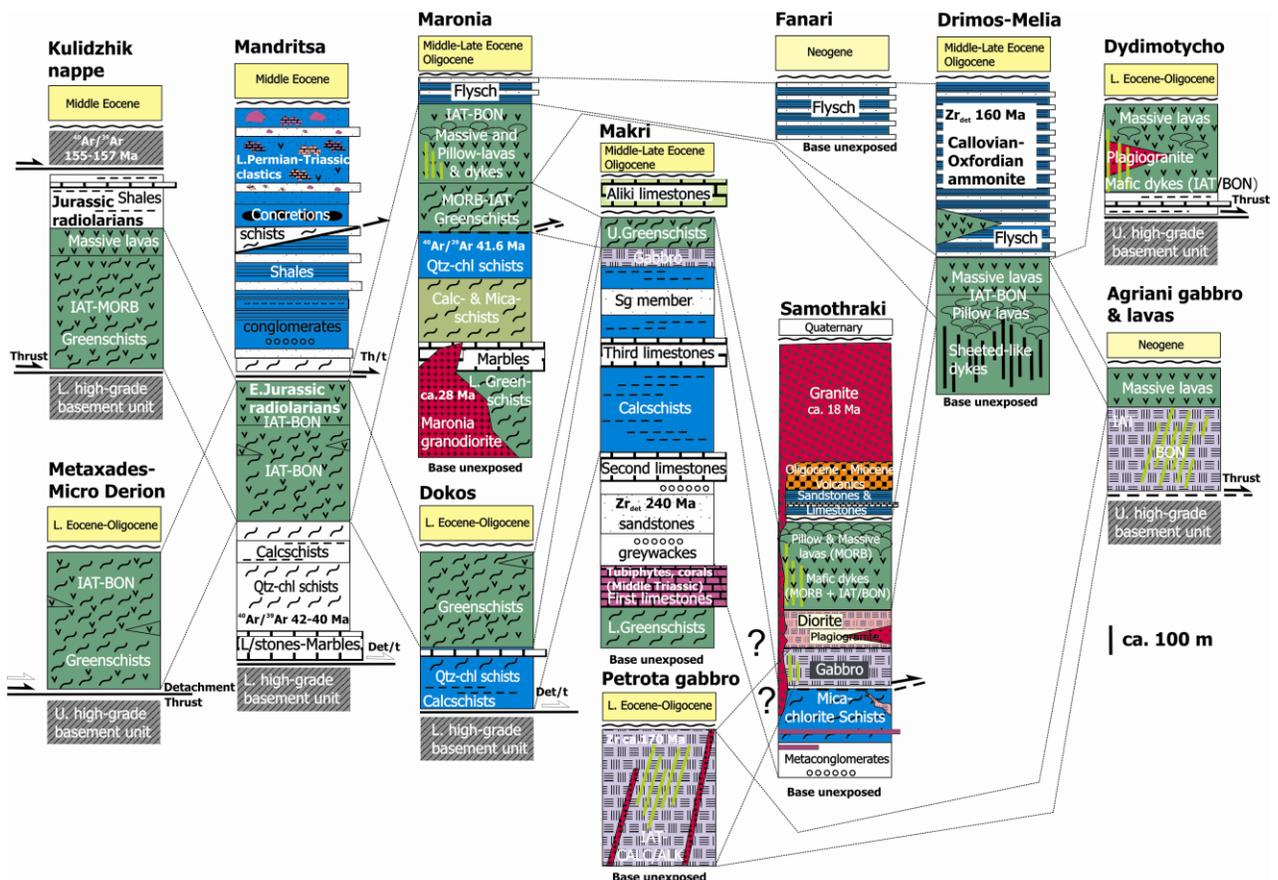 Kulidzhik
nappe
Middle Eocene
⁴⁰Ar/³⁹Ar
155-157 Ma
Shales
Jurassic
radiolarians
Massive lavas
IAT-MORB
Greenschists
Thrust
L. high-grade
basement unit
Metaxades-
Micro Derion
L. Eocene-Oligocene
IAT-BON
Greenschists
Detachment
Thrust
U. high-grade
basement unit
Mandritsa
Middle Eocene
L.Permian-Triassic
clastics
Concretions
schists
Shales
conglomerates
Th/t
E.Jurassic
radiolarians
IAT-BON
IAT-BON
Calcschists
Qtz-chl schists
⁴⁰Ar/³⁹Ar 42-40 Ma
L/stones-Marbles
Det/t
L. high-grade
basement unit
Maronia
Middle-Late Eocene
Oligocene
Flysch
IAT-BON
Massive and
Pillow-lavas
& dykes
MORB-IAT
Greenschists
⁴⁰Ar/³⁹Ar 41.6 Ma
Qtz-chl schists
Calc- & Mica-
schists
Marbles
L. Green-
schists
ca.28 Ma
Maronia
granodiorite
Base unexposed
Dokos
L. Eocene-Oligocene
Greenschists
Qtz-chl schists
Calcschists
Det/t
L. high-grade
basement unit
Makri
Middle-Late Eocene
Oligocene
Aliki limestones
U.Greenschists
Gabbro
Sg member
Third limestones
Calcschists
Second limestones
Zrdet 240 Ma
sandstones
greywackes
Tubiphytes, corals
(Middle Triassic)
First limestones
L.Greenschists
Base unexposed
Petrota gabbro
L. Eocene-Oligocene
Zr ca.170 Ma
IAT
CALC/ALK
Base unexposed
Fanari
Neogene
Flysch
Base unexposed
Samothraki
Quaternary
Granite
ca. 18 Ma
Oligocene - Miocene
Volcanics
Sandstones &
Limestones
Pillow & Massive
lavas (MORB)
Mafic dykes
(MORB + IAT/BON)
Diorite
Plagiogranite
Gabbro
Mica-
chlorite Schists
Metaconglomerates
Base unexposed
?
?
Drimos-Melia
Middle-Late Eocene
Oligocene
Zrdet 160 Ma
Callovian-
Oxfordian
ammonite
Flysch
Massive lavas
IAT-BON
Pillow lavas
Sheeted-like
dykes
Base unexposed
Dydimotycho
L. Eocene-Oligocene
Massive lavas
Plagiogranite
Mafic dykes (IAT/BON)
Thrust
U. high-grade
basement unit
Agriani gabbro
& lavas
Neogene
Massive lavas
IAT
BON
Thrust
U. high-grade
basement unit
ca. 100 m